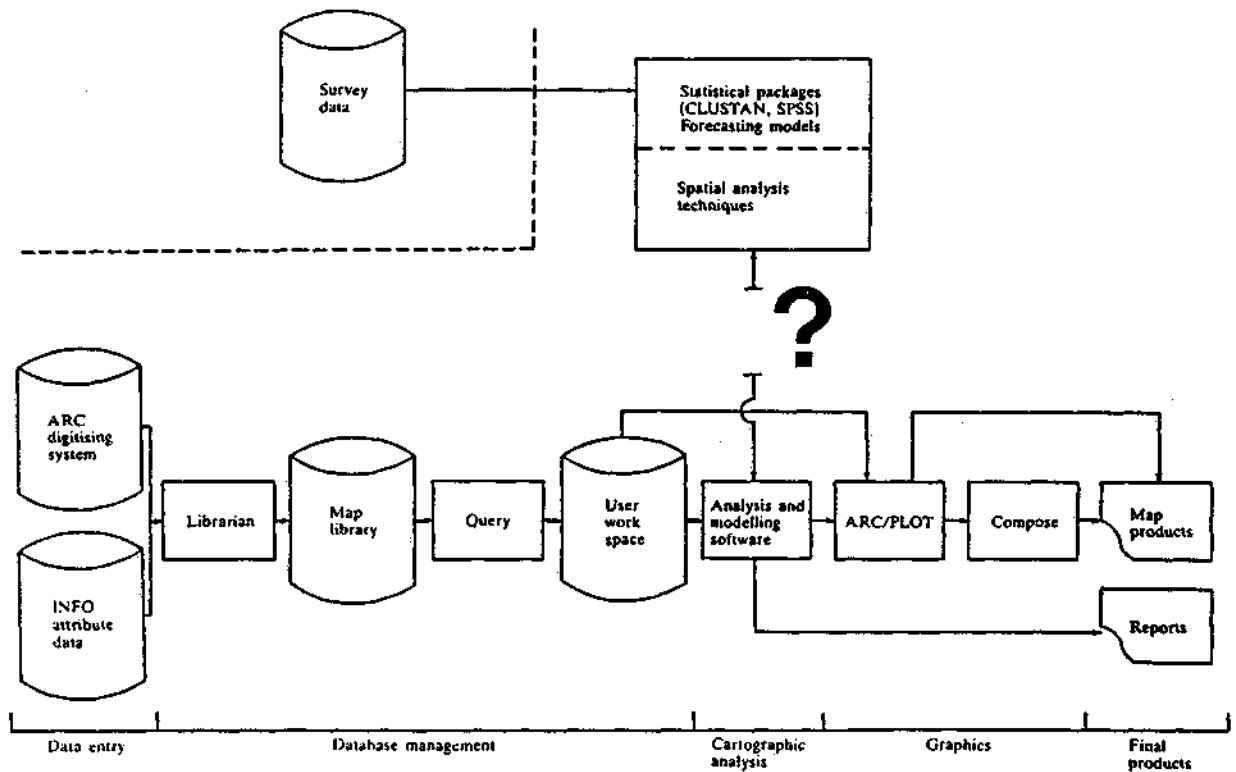 Survey
data
Statistical packages
(CLUSTAN, SPSS)
Forecasting models
Spatial analysis
techniques
?
ARC
digitising
system
INFO
attribute
data
Librarian
Map
library
Query
User
work
space
Analysis and
modelling
software
ARC/PLOT
Compose
Map
products
Reports
Data entry
Database management
Cartographic
analysis
Graphics
Final
products